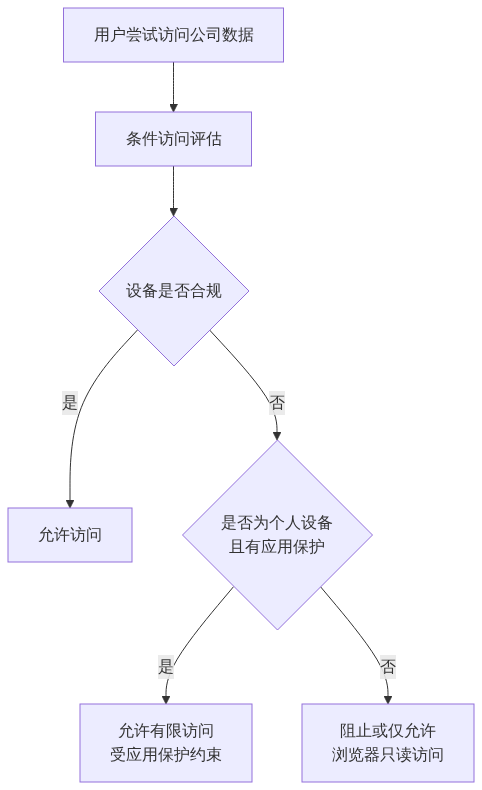 用户尝试访问公司数据
条件访问评估
设备是否合规
是
否
是否为个人设备
且有应用保护
允许访问
是
否
允许有限访问
受应用保护约束
阻止或仅允许
浏览器只读访问